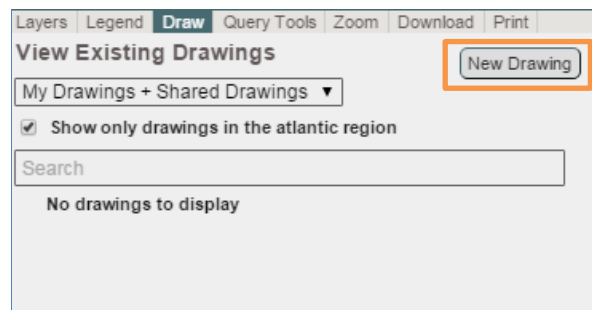 Layers Legend Draw Query Tools Zoom Download Print
View Existing Drawings
New Drawing
My Drawings + Shared Drawings
Show only drawings in the atlantic region
Search
No drawings to display